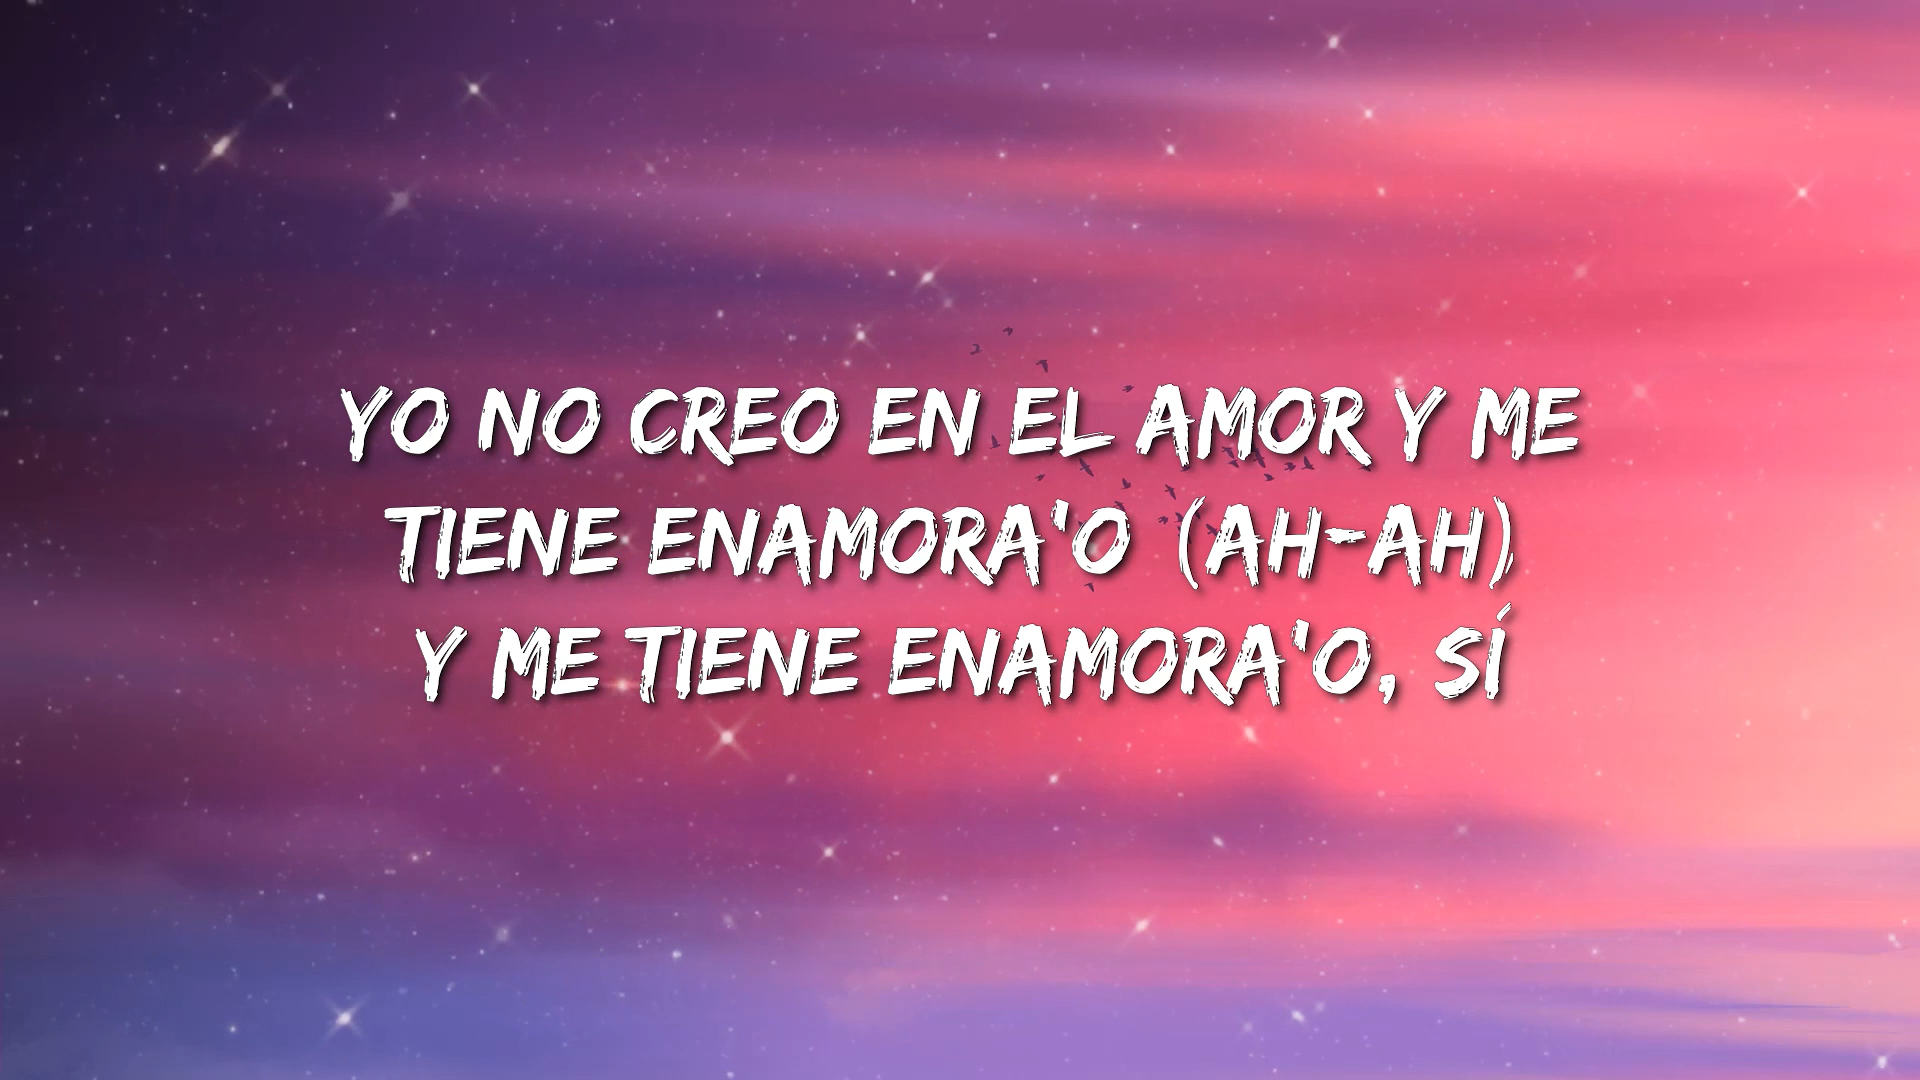 YO NO CREO EN EL AMOR Y ME
TIENE ENAMORA'O (AH-AH)
Y ME TIENE ENAMORA'O, SÍ